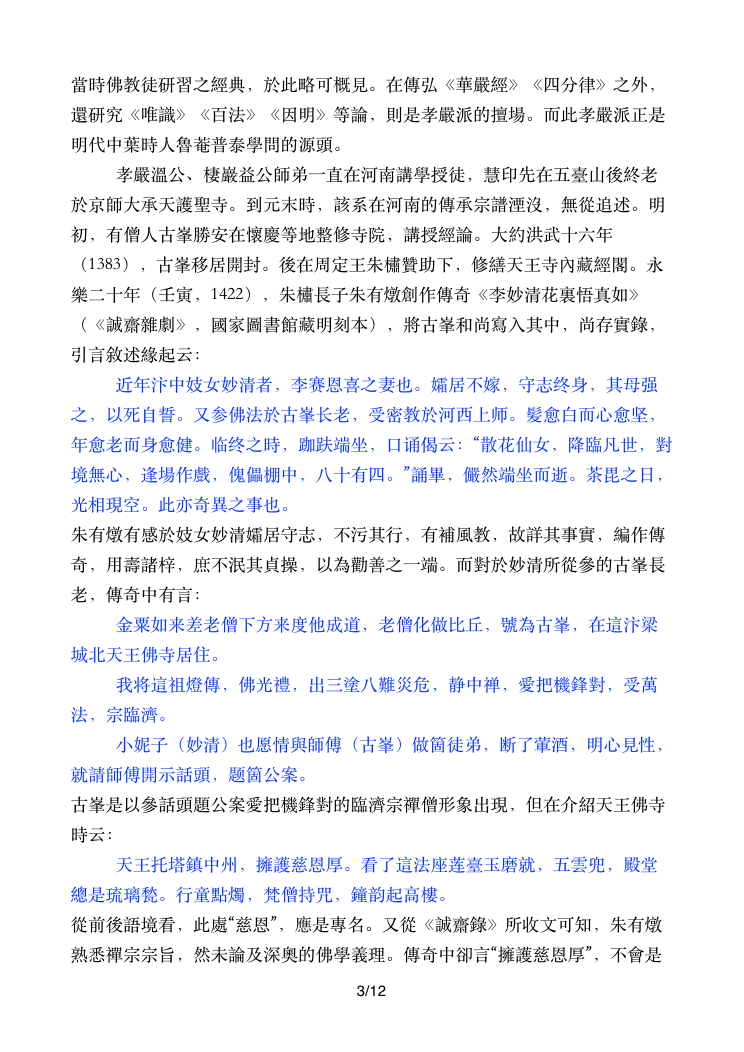 當時佛教徒研習之經典，於此略可概見。在傳弘《華嚴經》《四分律》之外，
還研究《唯識》《百法》《因明》等論，則是孝嚴派的擅場。而此孝嚴派正是
明代中葉時人魯菴普泰學問的源頭。
孝嚴溫公、棲巖益公師弟一直在河南講學授徒，慧印先在五臺山後終老
於京師大承天護聖寺。到元末時，該系在河南的傳承宗譜湮沒，無從追述。明
初，有僧人古峯勝安在懷慶等地整修寺院，講授經論。大約洪武十六年
（1383），古峯移居開封。後在周定王朱橚贊助下，修繕天王寺內藏經閣。永
樂二十年（壬寅，1422），朱橚長子朱有燉創作傳奇《李妙清花裏悟真如》
（《誠齋雜劇》，國家圖書館藏明刻本），將古峯和尚寫入其中，尚存實錄，
引言敘述緣起云：
近年汴中妓女妙清者，李赛恩喜之妻也。孀居不嫁，守志终身，其母强
之，以死自誓。又参佛法於古峯长老，受密教於河西上师。髮愈白而心愈坚，
年愈老而身愈健。临终之時，跏趺端坐，口诵偈云：“散花仙女，降臨凡世，對
境無心，逢場作戲，傀儡棚中，八十有四。”誦畢，儼然端坐而逝。茶毘之日，
光相現空。此亦奇異之事也。
朱有燉有感於妓女妙清孀居守志，不污其行，有補風教，故詳其事實，編作傳
奇，用壽諸梓，庶不泯其貞操，以為勸善之一端。而對於妙清所從參的古峯長
老，傳奇中有言：
金粟如来差老僧下方来度他成道，老僧化做比丘，號為古峯，在這汴梁
城北天王佛寺居住。
我将這祖燈傳，佛光禮，出三塗八難災危，静中禅，愛把機鋒對，受萬
法，宗臨濟。
小妮子（妙清）也愿情與師傅（古峯）做箇徒弟，断了葷酒，明心見性，
就請師傅開示話頭，题箇公案。
古峯是以參話頭題公案愛把機鋒對的臨濟宗禪僧形象出現，但在介紹天王佛寺
時云：
天王托塔鎮中州，擁護慈恩厚。看了這法座莲臺玉磨就，五雲兜，殿堂
總是琉璃甃。行童點燭，梵僧持咒，鐘韵起高樓。
從前後語境看，此處“慈恩”，應是專名。又從《誠齋錄》所收文可知，朱有燉
熟悉禪宗宗旨，然未論及深奧的佛學義理。傳奇中卻言“擁護慈恩厚”，不會是
3/12